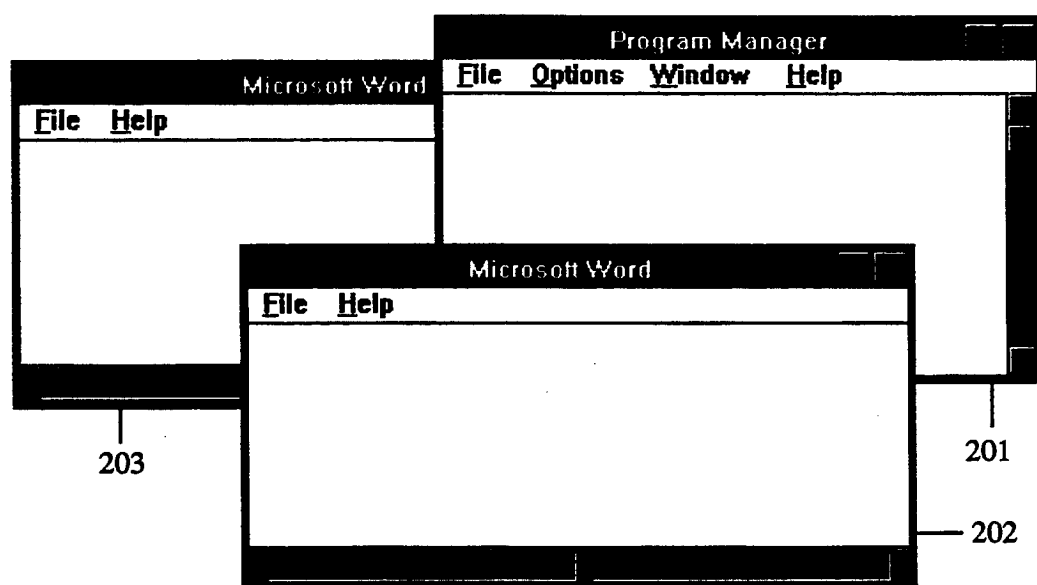 Program Manager
File Options Window Help
Microsoft Word
File Help
Microsoft Word
File Help
203
201
202